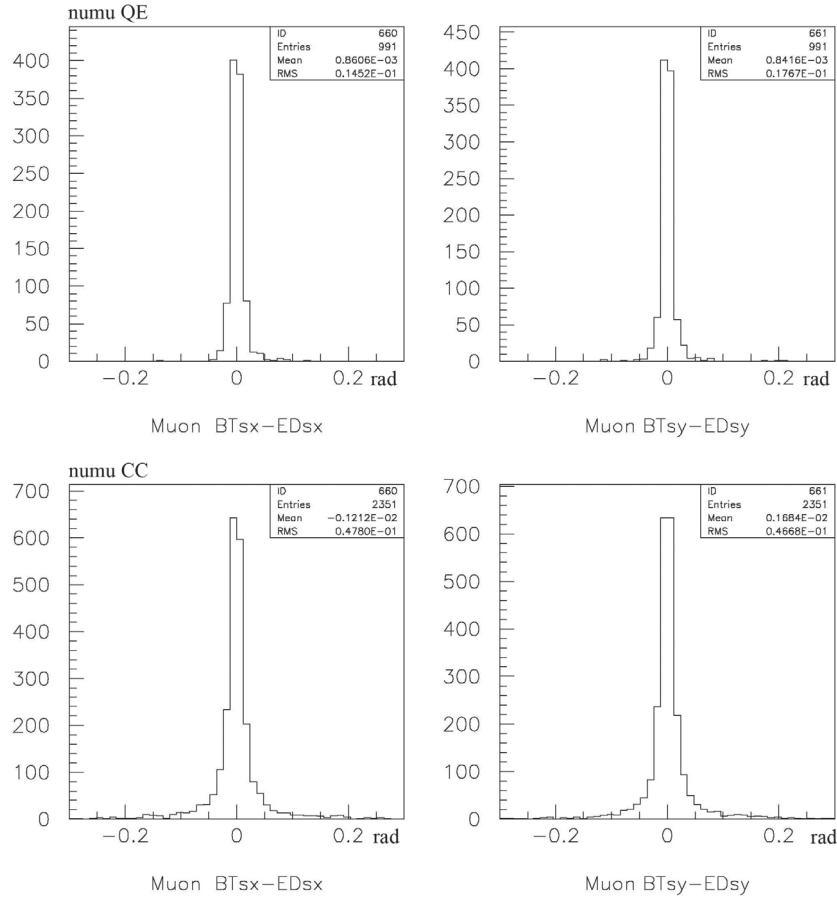 numu QE
ID 660
Entries 991
Mean 0.8606E-03
RMS 0.1452E-01
400
350
300
250
200
150
100
50
0
-0.2 0 0.2 rad
Muon BTsx-EDsx
ID 661
Entries 991
Mean 0.8416E-03
RMS 0.1767E-01
450
400
350
300
250
200
150
100
50
0
-0.2 0 0.2 rad
Muon BTsy-EDsy
numu CC
ID 660
Entries 2351
Mean -0.1212E-02
RMS 0.4780E-01
700
600
500
400
300
200
100
0
-0.2 0 0.2 rad
Muon BTsx-EDsx
ID 661
Entries 2351
Mean 0.1684E-02
RMS 0.4668E-01
700
600
500
400
300
200
100
0
-0.2 0 0.2 rad
Muon BTsy-EDsy